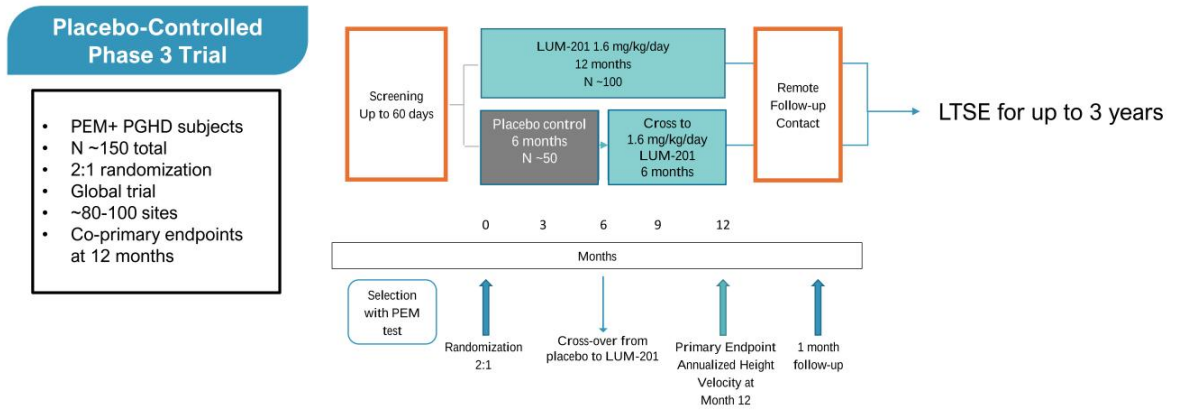 Placebo-Controlled
Phase 3 Trial
• PEM+ PGHD subjects
• N ~150 total
• 2:1 randomization
• Global trial
• ~80-100 sites
• Co-primary endpoints
at 12 months
Screening
Up to 60 days
LUM-201 1.6 mg/kg/day
12 months
N ~100
Placebo control
6 months
N ~50
Cross to
1.6 mg/kg/day
LUM-201
6 months
Remote
Follow-up
Contact
LTSE for up to 3 years
0 3 6 9 12
Months
Selection
with PEM
test
Randomization
2:1
Cross-over from
placebo to LUM-201
Primary Endpoint
Annualized Height
Velocity at
Month 12
1 month
follow-up